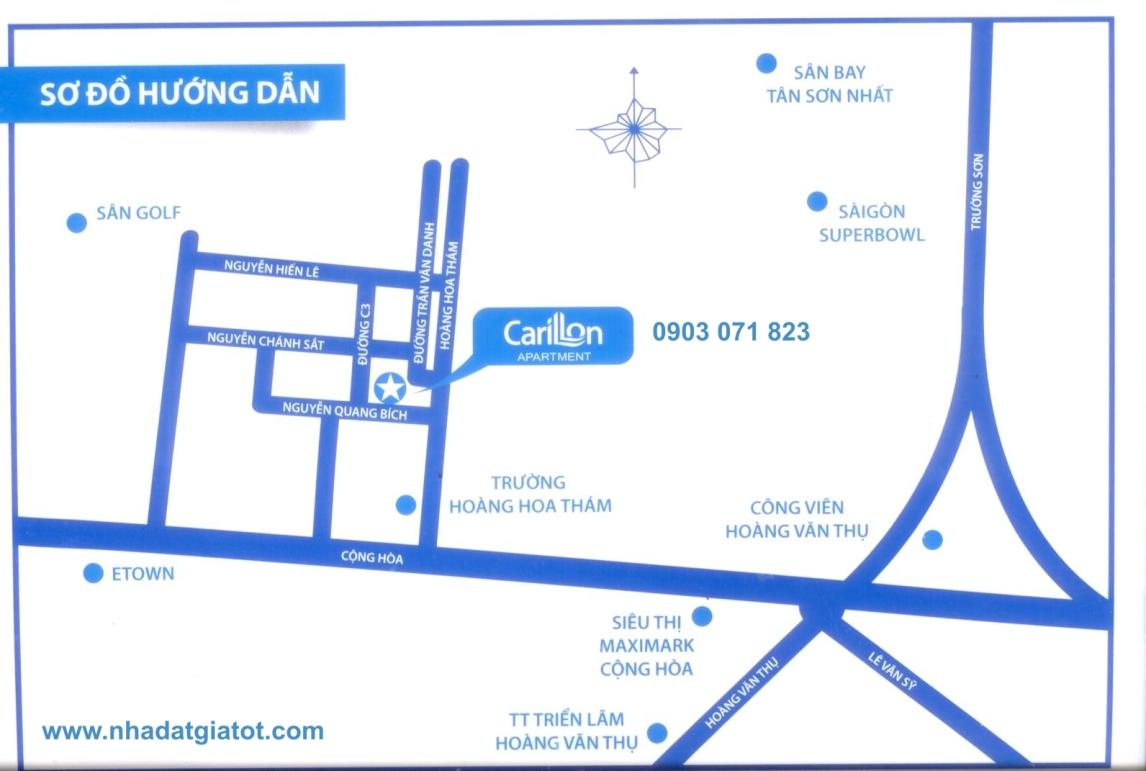 SƠ ĐỒ HƯỚNG DẪN
SÂN BAY
TÂN SƠN NHẤT
SÂN GOLF
SÀIGÒN
SUPERBOWL
TRƯỜNG SƠN
NGUYỄN HIẾN LÊ
ĐƯỜNG TRẦN VĂN DANH
HOÀNG HOA THÁM
ĐƯỜNG C3
NGUYỄN CHÁNH SẮT
Carillon
APARTMENT
0903 071 823
NGUYỄN QUANG BÍCH
TRƯỜNG
HOÀNG HOA THÁM
CÔNG VIÊN
HOÀNG VĂN THỤ
CỘNG HÒA
ETOWN
SIÊU THỊ
MAXIMARK
CỘNG HÒA
HOÀNG VĂN THỤ
LÊ VĂN SỸ
TT TRIỂN LÃM
HOÀNG VĂN THỤ
www.nhadatgiatot.com